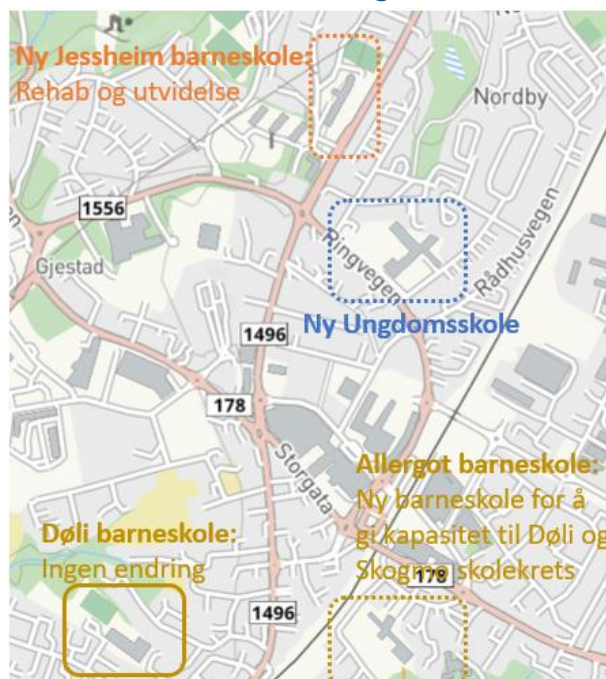 Ny Jessheim barneskole:
Rehab og utvidelse
Nordby
1556
Gjestad
Ringvegen
Rådhusvegen
Ny Ungdomsskole
1496
178
Storgata
Allergot barneskole:
Ny barneskole for å
gi kapasitet til Døli og
Skogmo skolekrets
178
Døli barneskole:
Ingen endring
1496